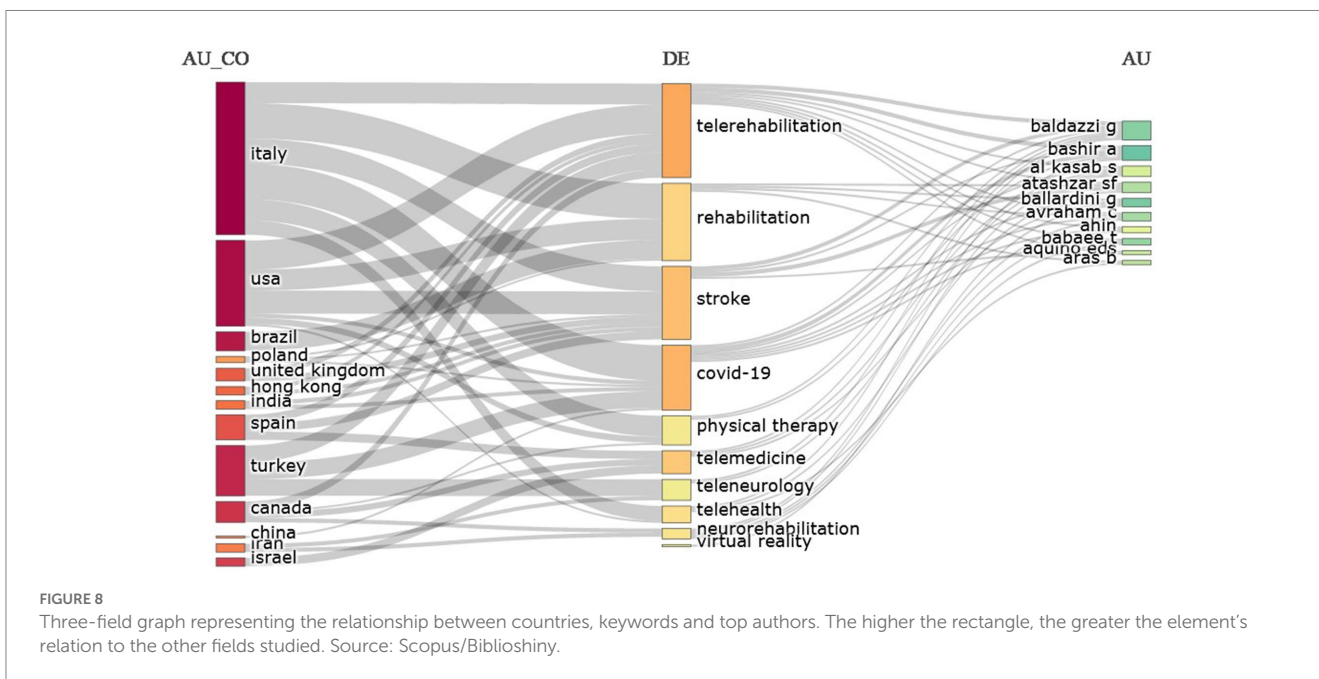 AU_CO
DE
AU
italy
usa
brazil
poland
united kingdom
hong kong
india
spain
turkey
canada
china
iran
israel
telerehabilitation
rehabilitation
stroke
covid-19
physical therapy
telemedicine
teleneurology
telehealth
neurorehabilitation
virtual reality
baldazzi g
bashir a
al kasab s
atashzar sf
ballardini g
avraham c
ahin
babaee t
aquino eds
aras b
FIGURE 8
Three-field graph representing the relationship between countries, keywords and top authors. The higher the rectangle, the greater the element's
relation to the other fields studied. Source: Scopus/Biblioshiny.